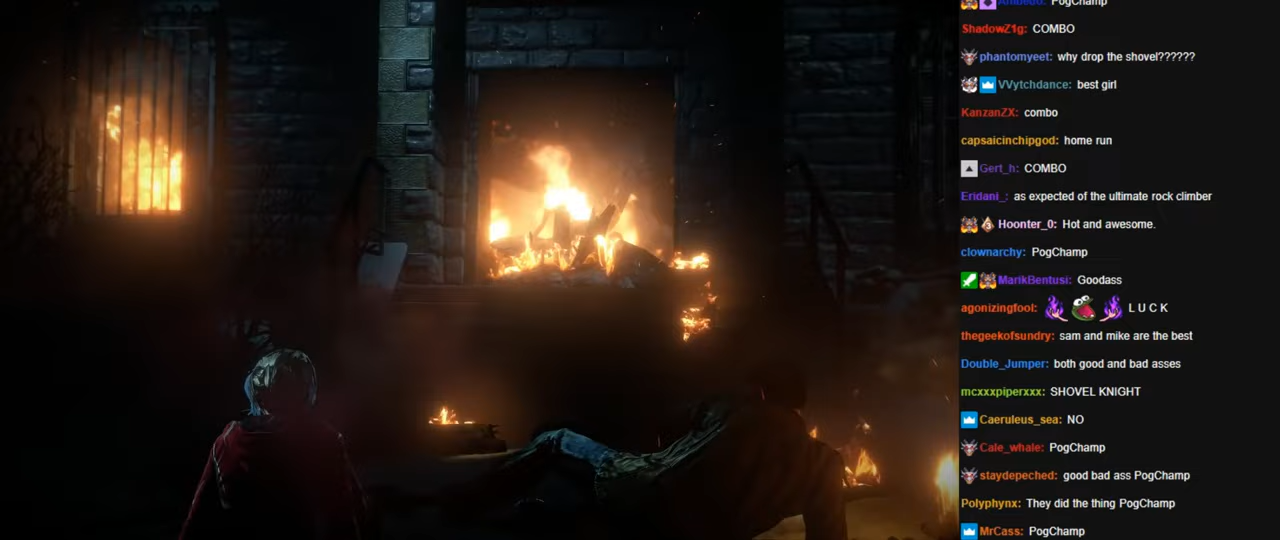 Amibedo: PogChamp
ShadowZ1g: COMBO
phantomyeet: why drop the shovel??????
VVytchdance: best girl
KanzanZX: combo
capsaicinchipgod: home run
Gert_h: COMBO
Eridani_: as expected of the ultimate rock climber
Hoonter_0: Hot and awesome.
clownarchy: PogChamp
MarikBentusi: Goodass
agonizingfool: L U C K
thegeekofsundry: sam and mike are the best
Double_Jumper: both good and bad asses
mcxxxpiperxxx: SHOVEL KNIGHT
Caeruleus_sea: NO
Cale_whale: PogChamp
staydepeched: good bad ass PogChamp
Polyphynx: They did the thing PogChamp
MrCass: PogChamp